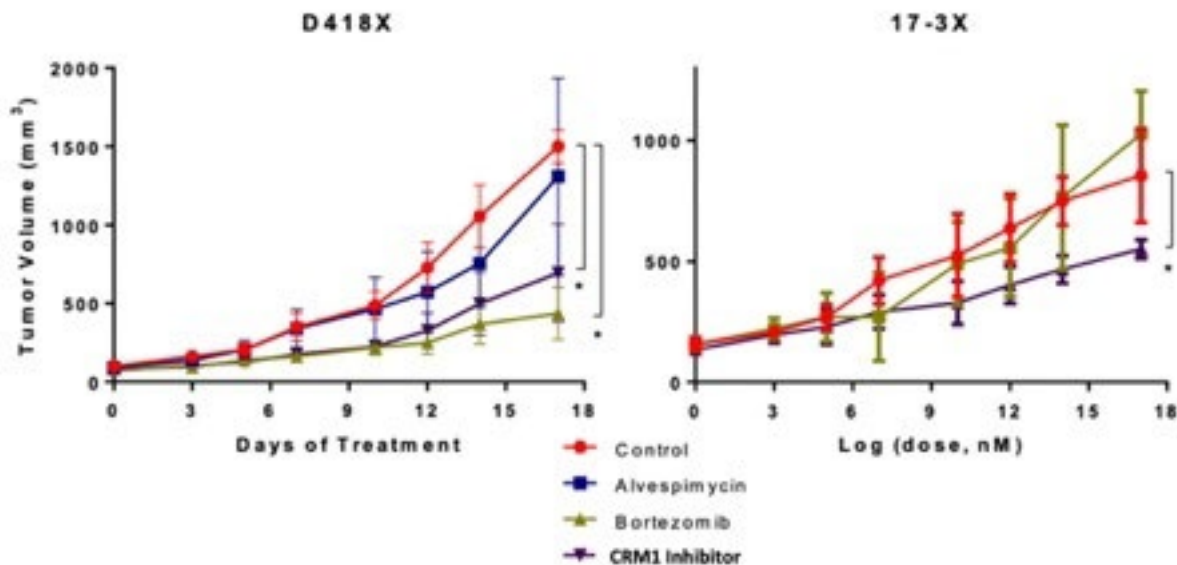 D418X
17-3X
Tumor Volume (mm³)
2000
1500
1000
500
0
*
*
0 3 6 9 12 15 18
Days of Treatment
1000
500
0
*
0 3 6 9 12 15 18
Log (dose, nM)
Control
Alvespimycin
Bortezomib
CRM1 Inhibitor